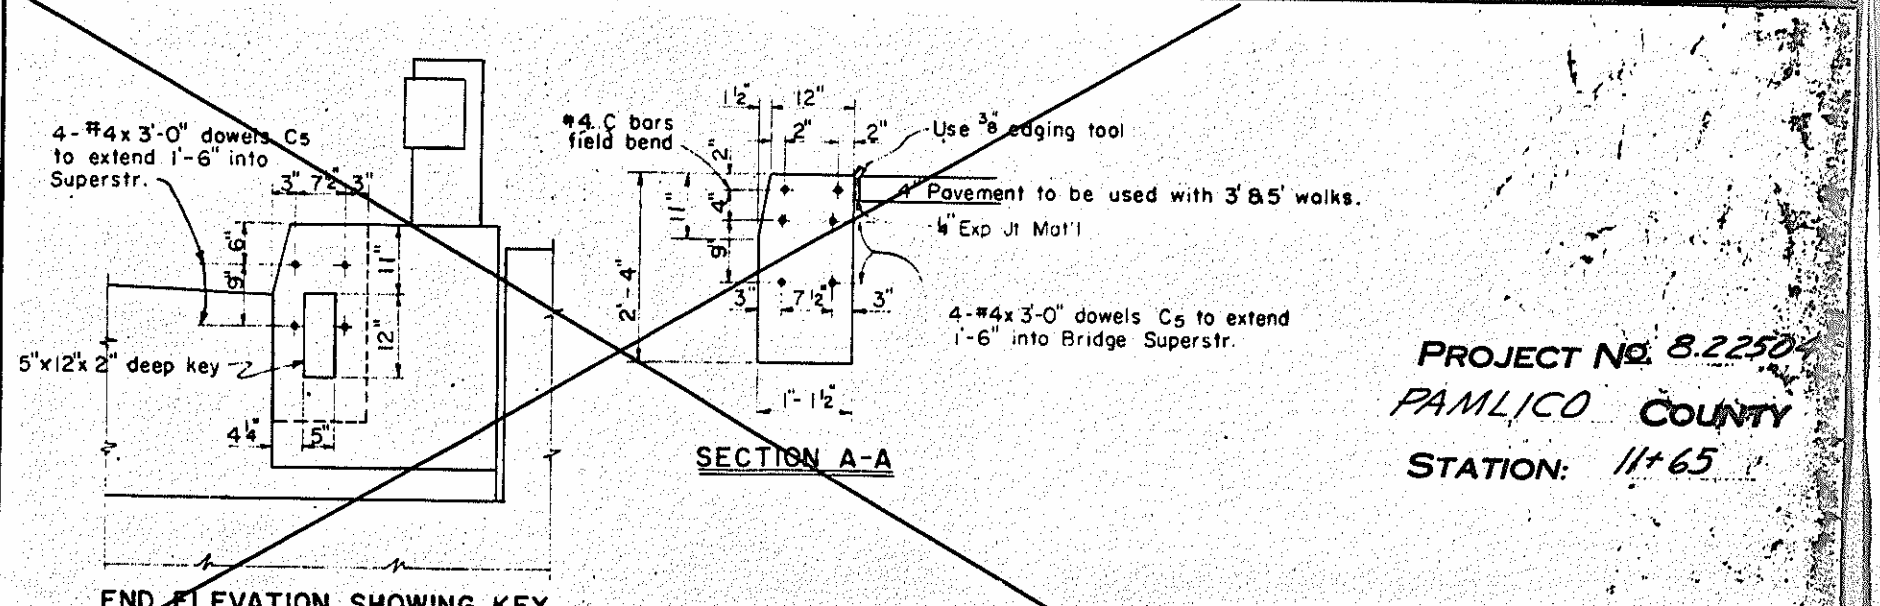 4-#4x 3'-0" dowels C5
to extend 1'-6" into
Superstr.
3" 7½" 3"
6"
9"
11"
12"
5"x12"x 2" deep key
4¼" 5"
END ELEVATION SHOWING KEY
#4 C bars
field bend
1½" 12"
2" 2"
Use ⅜" edging tool
2"
4"
11"
9"
2'-4"
4" Pavement to be used with 3' & 5' walks.
¼" Exp Jt Mat'l
3" 7½" 3"
4-#4x 3'-0" dowels C5 to extend
1'-6" into Bridge Superstr.
1'-1½"
SECTION A-A
PROJECT NO. 8.22504
PAMLICO COUNTY
STATION: 11+65